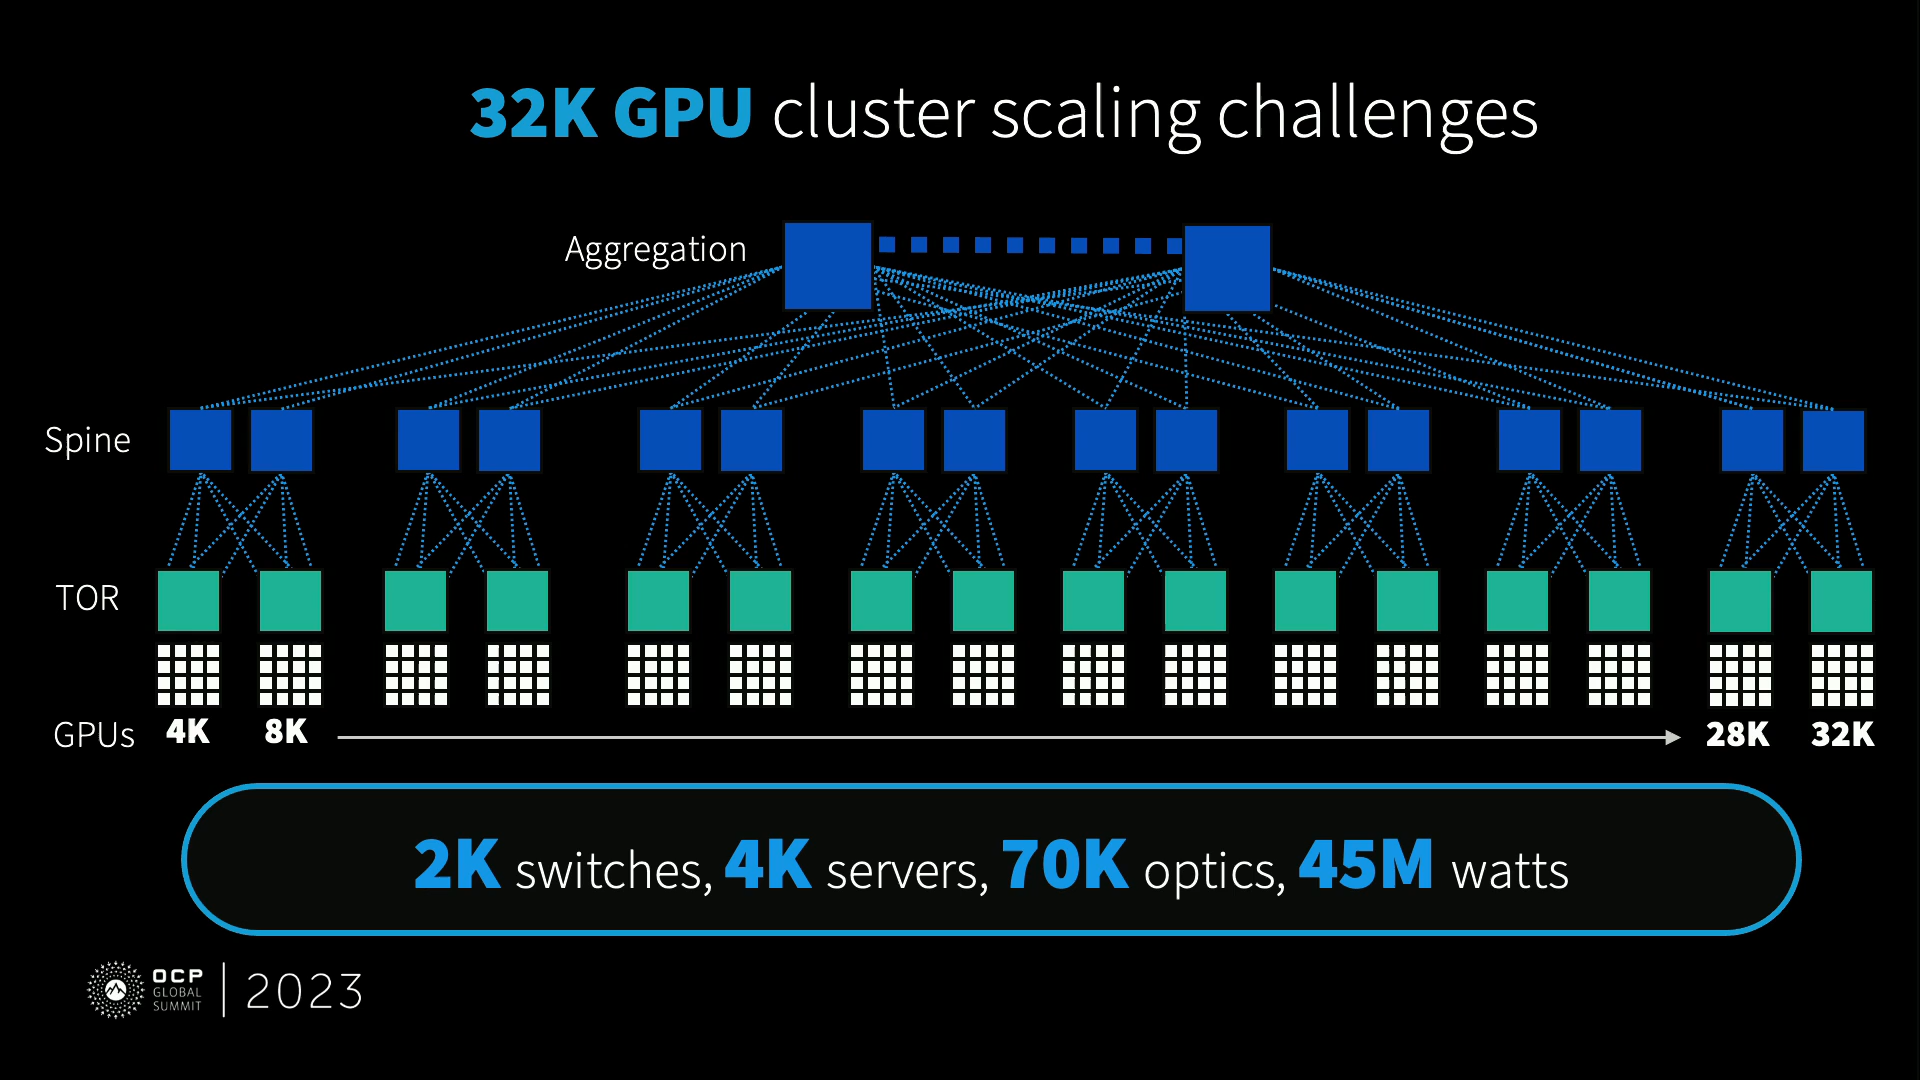 32K GPU cluster scaling challenges
Aggregation
Spine
TOR
GPUs
4K
8K
28K
32K
2K switches, 4K servers, 70K optics, 45M watts
OCP
GLOBAL
SUMMIT
2023